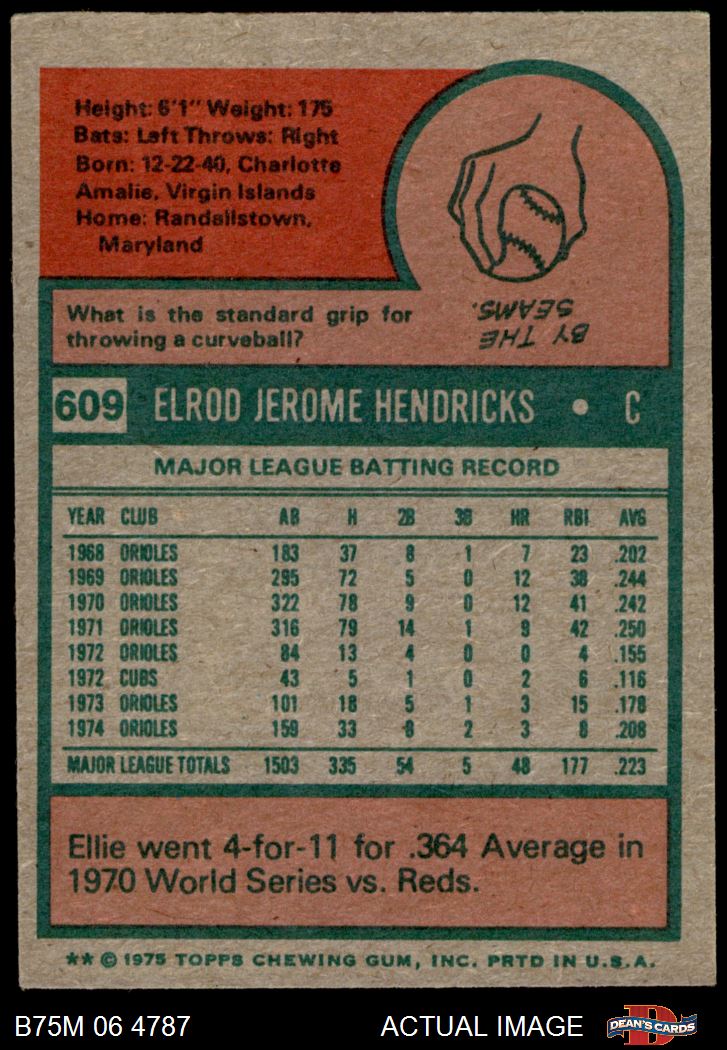 Height: 6'1" Weight: 175
Bats: Left Throws: Right
Born: 12-22-40, Charlotte
Amalie, Virgin Islands
Home: Randallstown,
Maryland
What is the standard grip for
throwing a curveball?
BY THE
SEAMS.
609 ELROD JEROME HENDRICKS • C
MAJOR LEAGUE BATTING RECORD
YEAR CLUB AB H 2B 3B HR RBI AVG
1968 ORIOLES 183 37 8 1 7 23 .202
1969 ORIOLES 295 72 5 0 12 38 .244
1970 ORIOLES 322 78 9 0 12 41 .242
1971 ORIOLES 316 79 14 1 9 42 .250
1972 ORIOLES 84 13 4 0 0 4 .155
1972 CUBS 43 5 1 0 2 6 .116
1973 ORIOLES 101 18 5 1 3 15 .178
1974 ORIOLES 159 33 8 2 3 8 .208
MAJOR LEAGUE TOTALS 1503 335 54 5 48 177 .223
Ellie went 4-for-11 for .364 Average in
1970 World Series vs. Reds.
** © 1975 TOPPS CHEWING GUM, INC. PRTD IN U.S.A.
B75M 06 4787 ACTUAL IMAGE D DEAN'S CARDS